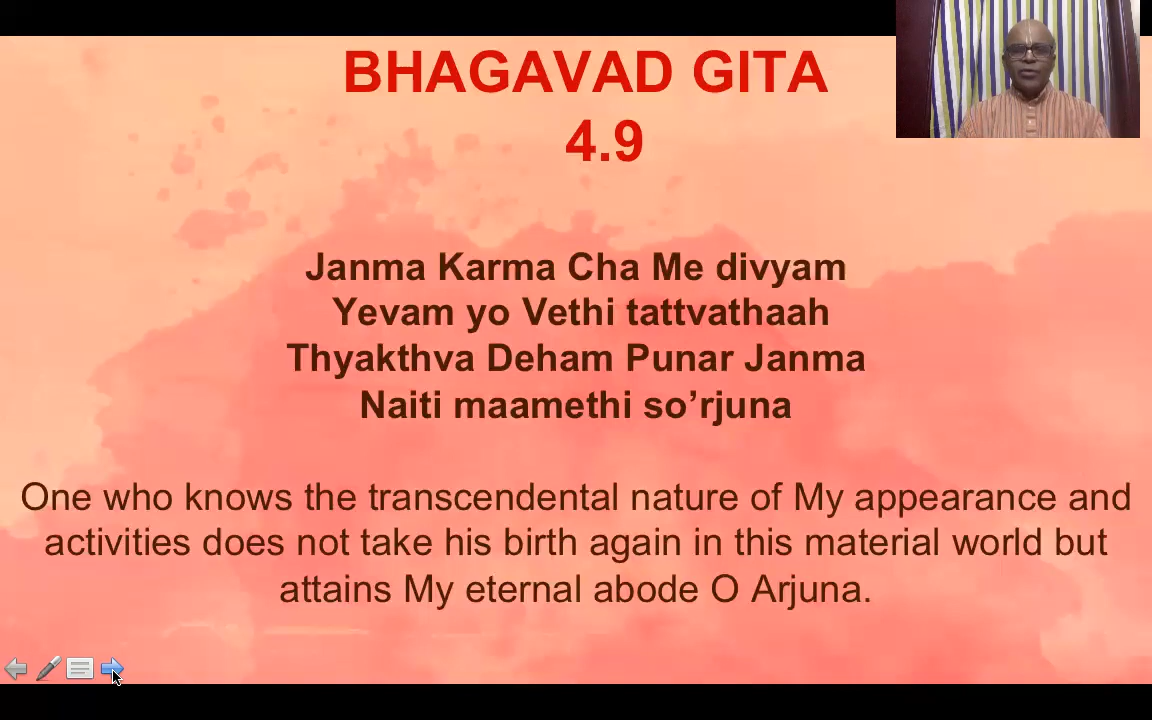 BHAGAVAD GITA
4.9
Janma Karma Cha Me divyam
Yevam yo Vethi tattvathaah
Thyakthva Deham Punar Janma
Naiti maamethi so’rjuna
One who knows the transcendental nature of My appearance and
activities does not take his birth again in this material world but
attains My eternal abode O Arjuna.